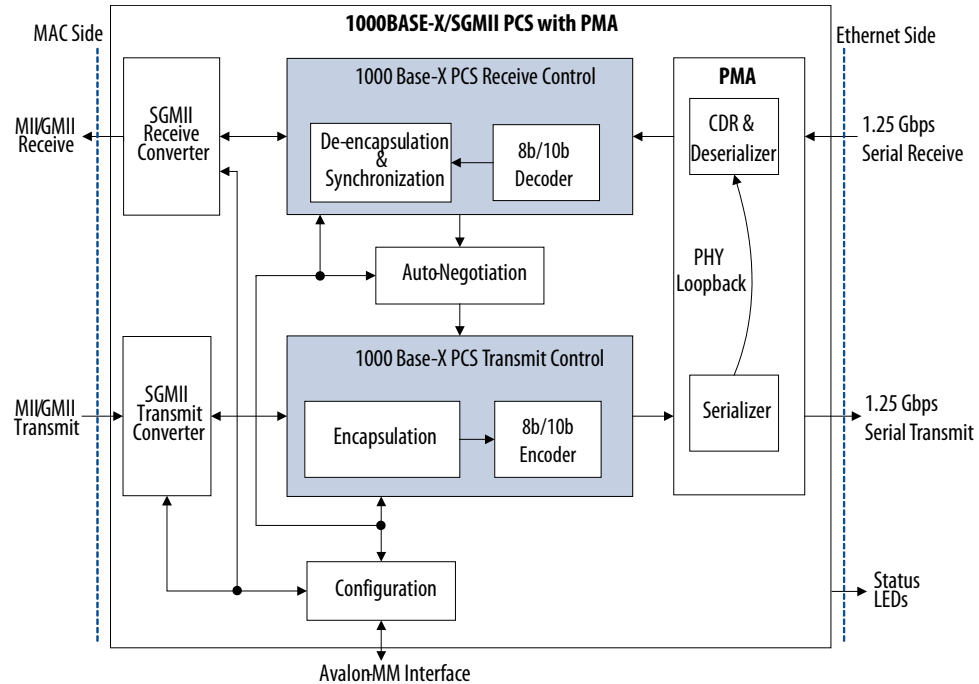 1000BASE-X/SGMII PCS with PMA
MAC Side
Ethernet Side
1000 Base-X PCS Receive Control
PMA
SGMII
Receive
Converter
MII/GMII
Receive
De-encapsulation
&
Synchronization
8b/10b
Decoder
CDR &
Deserializer
1.25 Gbps
Serial Receive
Auto-Negotiation
PHY
Loopback
1000 Base-X PCS Transmit Control
SGMII
Transmit
Converter
MII/GMII
Transmit
Encapsulation
8b/10b
Encoder
Serializer
1.25 Gbps
Serial Transmit
Configuration
Status
LEDs
Avalon-MM Interface